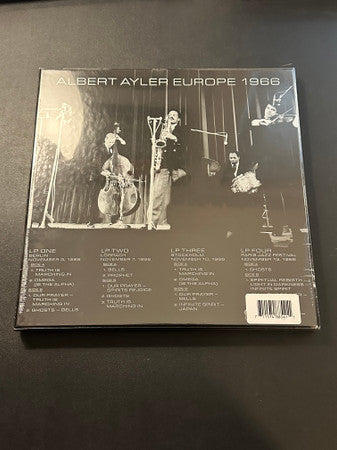 ALBERT AYLER EUROPE 1966
LP ONE
BERLIN
NOVEMBER 3, 1966
SIDE A
1 TRUTH IS
MARCHING IN
2 OMEGA
(IS THE ALPHA)
SIDE B
1 OUR PRAYER –
TRUTH IS
MARCHING IN
2 GHOSTS – BELLS
LP TWO
LORRACH
NOVEMBER 7, 1966
SIDE A
1 BELLS
2 PROPHET
SIDE B
1 OUR PRAYER –
SPIRITS REJOICE
2 GHOSTS
3 TRUTH IS
MARCHING IN
LP THREE
STOCKHOLM
NOVEMBER 10, 1966
SIDE A
1 TRUTH IS
MARCHING IN
2 OMEGA
(IS THE ALPHA)
SIDE B
1 OUR PRAYER –
BELLS
2 INFINITE SPIRIT –
JAPAN
LP FOUR
PARIS JAZZ FESTIVAL
NOVEMBER 13, 1966
SIDE A
1 GHOSTS
2 SPIRITUAL REBIRTH
LIGHT IN DARKNESS
INFINITE SPIRIT